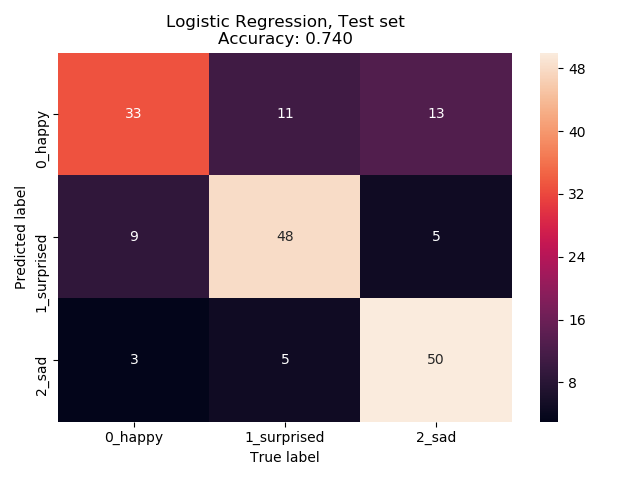 Logistic Regression, Test set
Accuracy: 0.740
Predicted label
0_happy
33 11 13
1_surprised
9 48 5
2_sad
3 5 50
0_happy 1_surprised 2_sad
True label
48
40
32
24
16
8